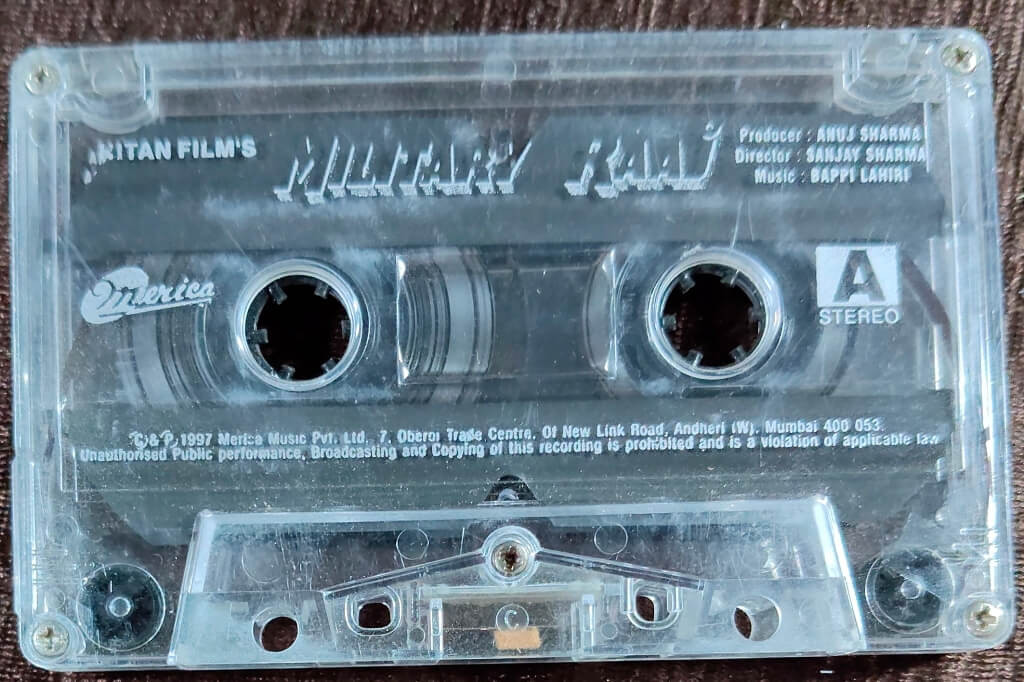 AKITAN FILM'S
MILITARY RAAJ
Producer : ANUJ SHARMA
Director : SANJAY SHARMA
Music : BAPPI LAHIRI
Merica
A
STEREO
C & P 1997 Merica Music Pvt. Ltd. 7, Oberoi Trade Centre, Of New Link Road, Andheri (W). Mumbai 400 053.
Unauthorised Public performance, Broadcasting and Copying of this recording is prohibited and is a violation of applicable law
C